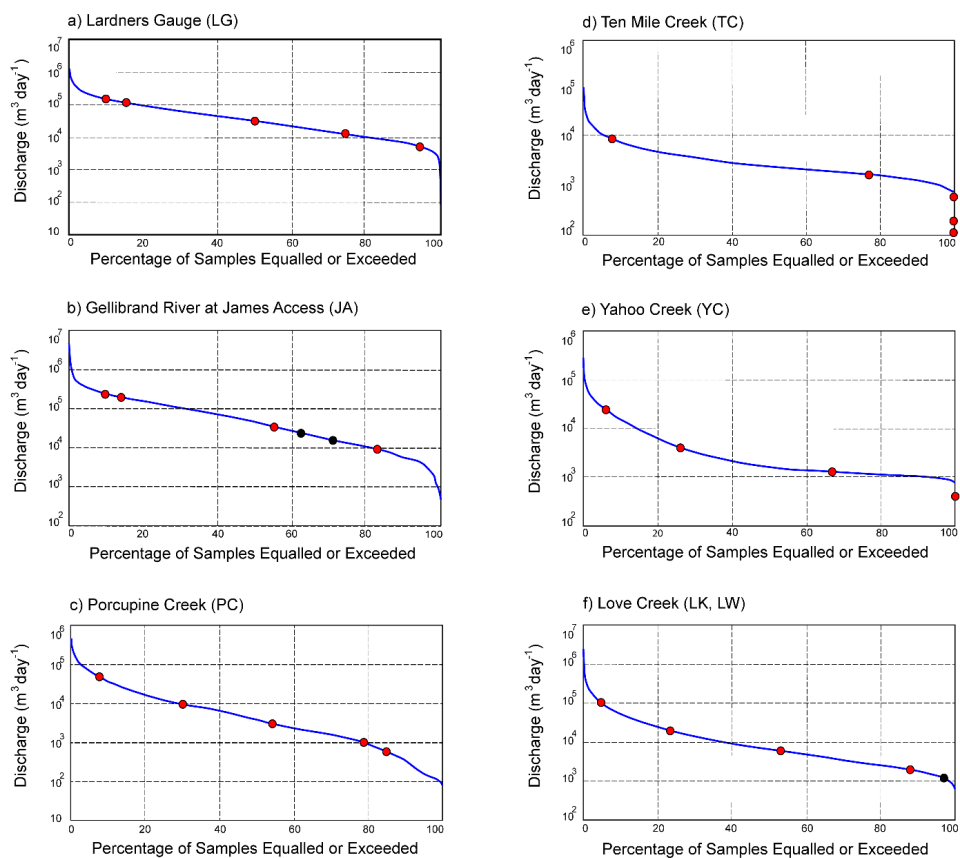 a) Lardners Gauge (LG)
10⁶
10⁵
10⁴
10³
10²
10
Discharge (m³ day⁻¹)
0 20 40 60 80 100
Percentage of Samples Equalled or Exceeded
b) Gellibrand River at James Access (JA)
10⁷
10⁶
10⁵
10⁴
10³
10²
Discharge (m³ day⁻¹)
0 20 40 60 80 100
Percentage of Samples Equalled or Exceeded
c) Porcupine Creek (PC)
10⁶
10⁵
10⁴
10³
10²
10
Discharge (m³ day⁻¹)
0 20 40 60 80 100
Percentage of Samples Equalled or Exceeded
d) Ten Mile Creek (TC)
10⁶
10⁵
10⁴
10³
10²
Discharge (m³ day⁻¹)
0 20 40 60 80 100
Percentage of Samples Equalled or Exceeded
e) Yahoo Creek (YC)
10⁶
10⁵
10⁴
10³
10²
Discharge (m³ day⁻¹)
0 20 40 60 80 100
Percentage of Samples Equalled or Exceeded
f) Love Creek (LK, LW)
10⁷
10⁶
10⁵
10⁴
10³
10²
Discharge (m³ day⁻¹)
0 20 40 60 80 100
Percentage of Samples Equalled or Exceeded